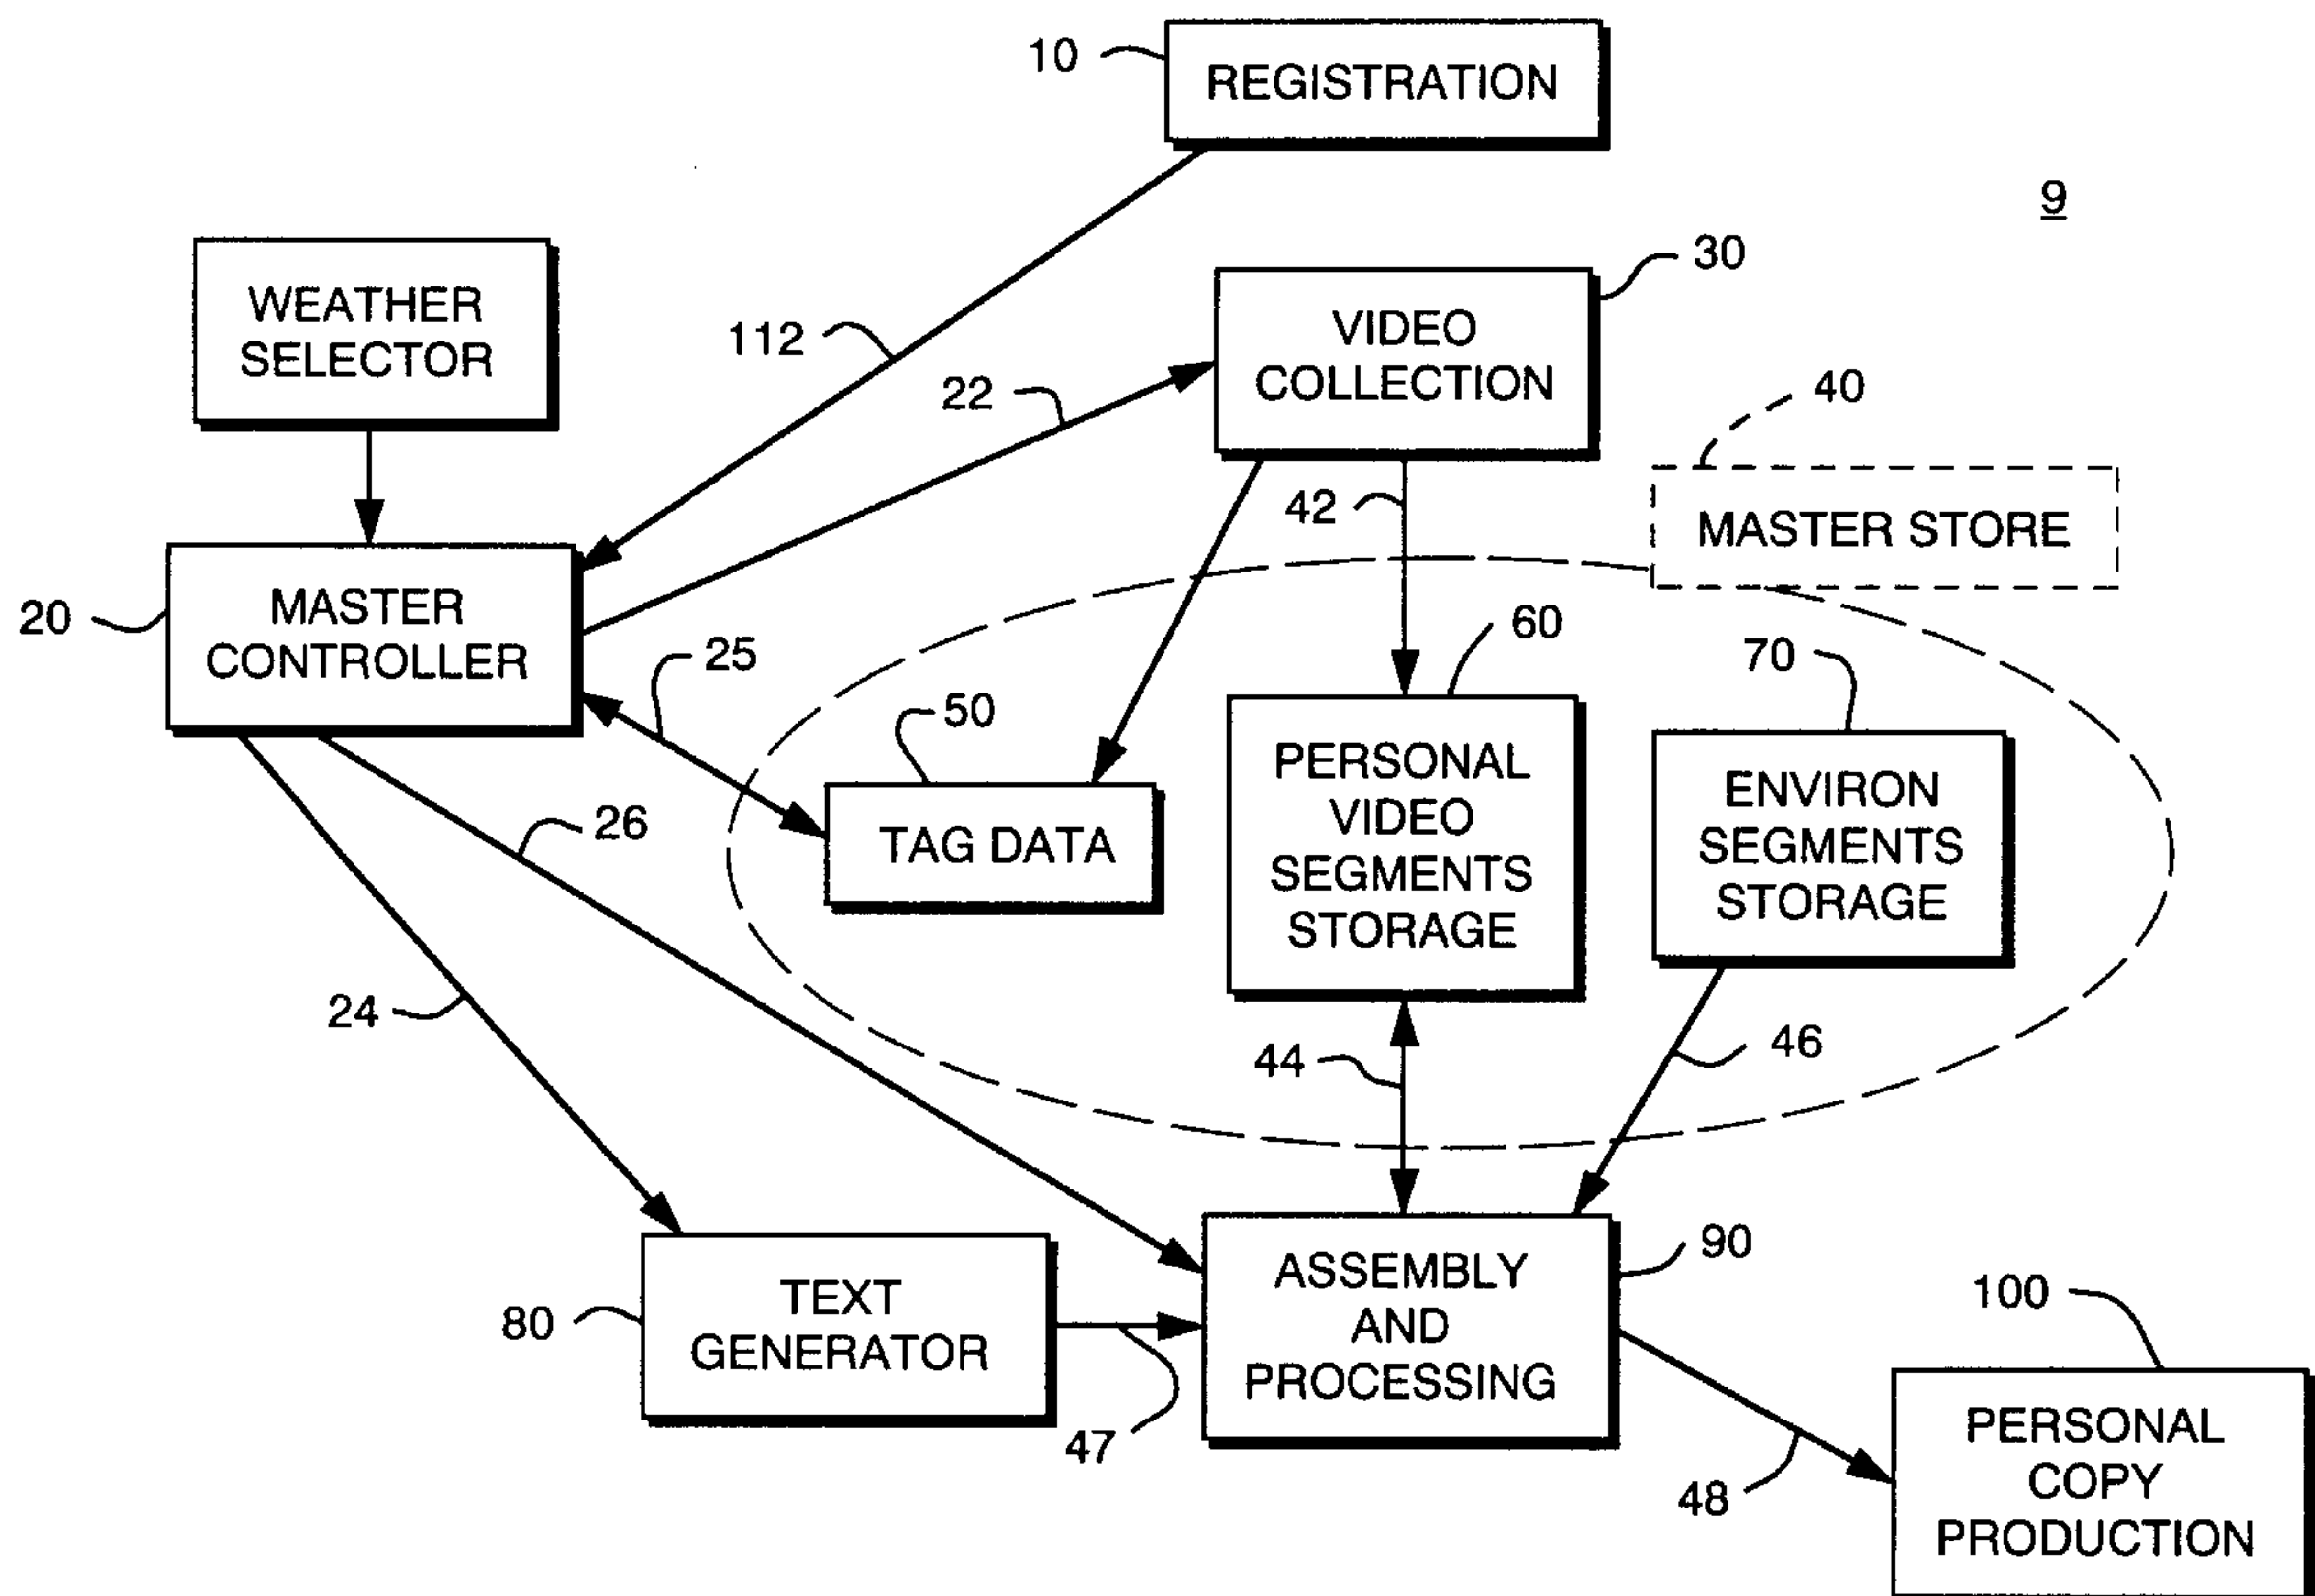 10
REGISTRATION
9
WEATHER
SELECTOR
30
VIDEO
COLLECTION
112
22
40
MASTER STORE
42
20
MASTER
CONTROLLER
25
60
70
50
TAG DATA
PERSONAL
VIDEO
SEGMENTS
STORAGE
ENVIRON
SEGMENTS
STORAGE
26
24
44
46
80
TEXT
GENERATOR
47
90
ASSEMBLY
AND
PROCESSING
100
48
PERSONAL
COPY
PRODUCTION